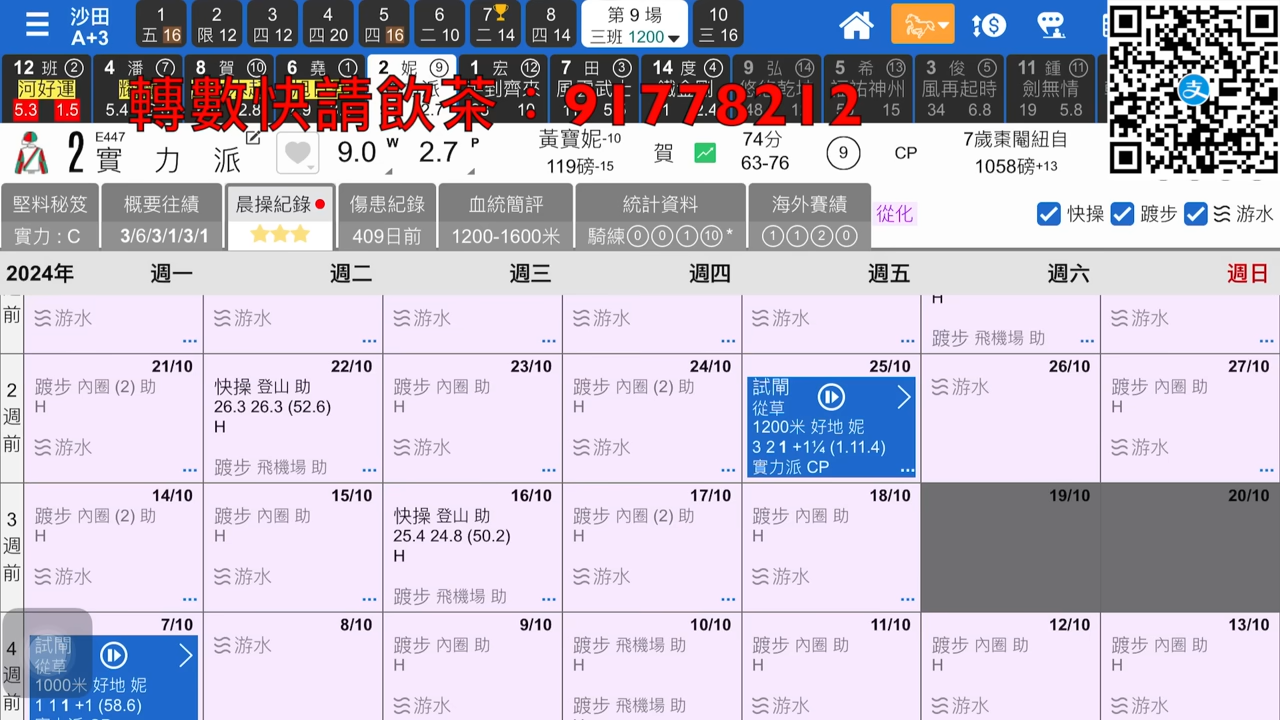 沙田
A+3
1
五 16
2
限 12
3
四 12
4
四 20
5
四 16
6
二 10
7
二 14
8
四 14
第 9 場
三班 1200
10
三 16
12 班 ②
河好運
5.3 1.5
4 潘 ⑦
5.4
8 賀 ⑩
2.8
6 堯 ①
2 妮 ⑨
派
1 宏 ⑫
到齊來
10
7 田 ③
14 度 ④
2.4
9 弘 ⑭
5 希 ⑬
祐神州
15
3 俊 ⑤
風再起時
34 6.8
11 鍾 ⑪
劍無情
19 5.8
轉數快請飲茶：91778212
2
E447
實力派
9.0 W
2.7 P
黃寶妮-10
119磅-15
賀
74分
63-76
9
CP
7歲棗閹紐自
1058磅+13
堅料秘笈
實力 : C
概要往績
3/6/3/1/3/1
晨操紀錄
傷患紀錄
409日前
血統簡評
1200-1600米
統計資料
騎練⓪⓪①⑩*
海外賽績
①①②⓪
從化
快操
踱步
游水
2024年 週一 週二 週三 週四 週五 週六 週日
前
游水
...
游水
...
游水
...
游水
...
游水
...
H
踱步 飛機場 助
...
游水
...
2
週
前
21/10
踱步 內圈 (2) 助
H
游水
...
22/10
快操 登山 助
26.3 26.3 (52.6)
H
踱步 飛機場 助
...
23/10
踱步 內圈 助
H
游水
...
24/10
踱步 內圈 (2) 助
H
游水
...
25/10
試閘
從草
1200米 好地 妮
3 2 1 +1¼ (1.11.4)
實力派 CP
...
26/10
游水
27/10
踱步 內圈 助
H
游水
...
3
週
前
14/10
踱步 內圈 (2) 助
H
游水
...
15/10
踱步 內圈 助
H
游水
...
16/10
快操 登山 助
25.4 24.8 (50.2)
H
踱步 飛機場 助
...
17/10
踱步 內圈 (2) 助
H
游水
...
18/10
踱步 內圈 助
H
游水
...
19/10
20/10
4
週
前
7/10
試閘
從草
1000米 好地 妮
1 1 1 +1 (58.6)
8/10
游水
9/10
踱步 內圈 助
H
游水
10/10
踱步 飛機場 助
H
踱步 飛機場 助
11/10
踱步 內圈 助
H
游水
12/10
踱步 內圈 助
H
游水
13/10
踱步 內圈 助
H
游水